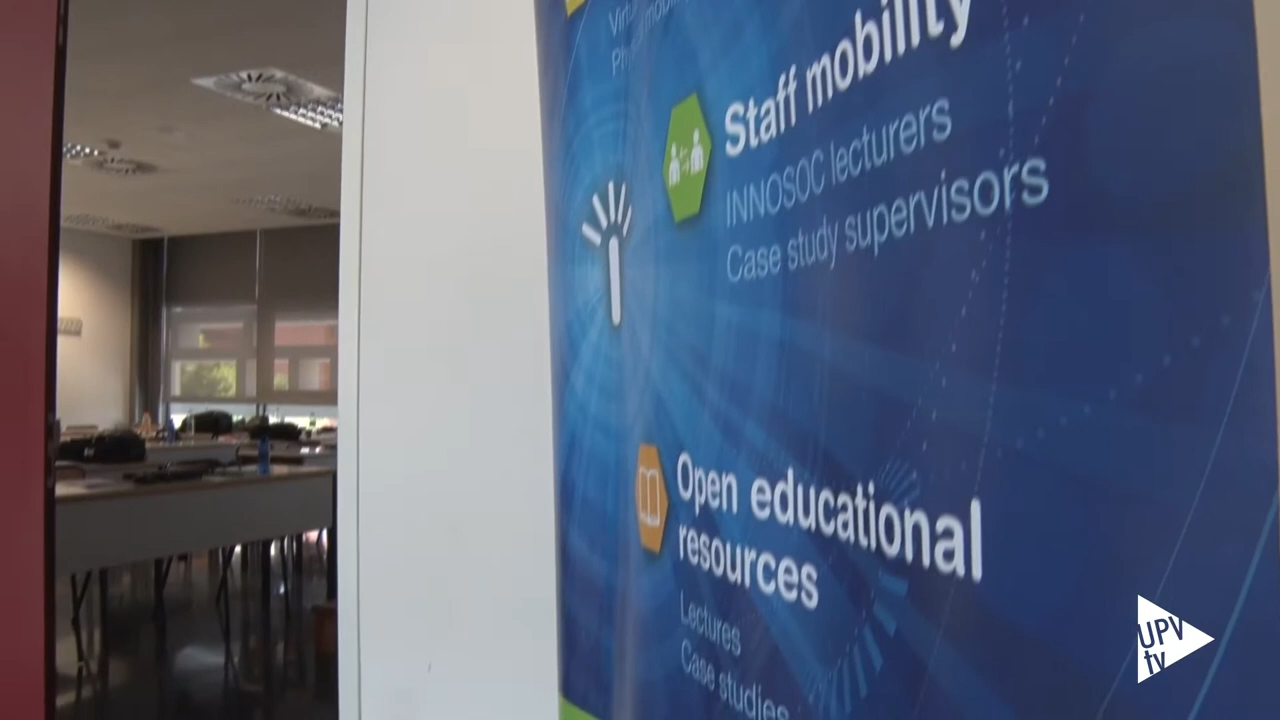 Staff mobility
INNOSOC lecturers
Case study supervisors
Open educational
resources
Lectures
Case studies
UPV
tv